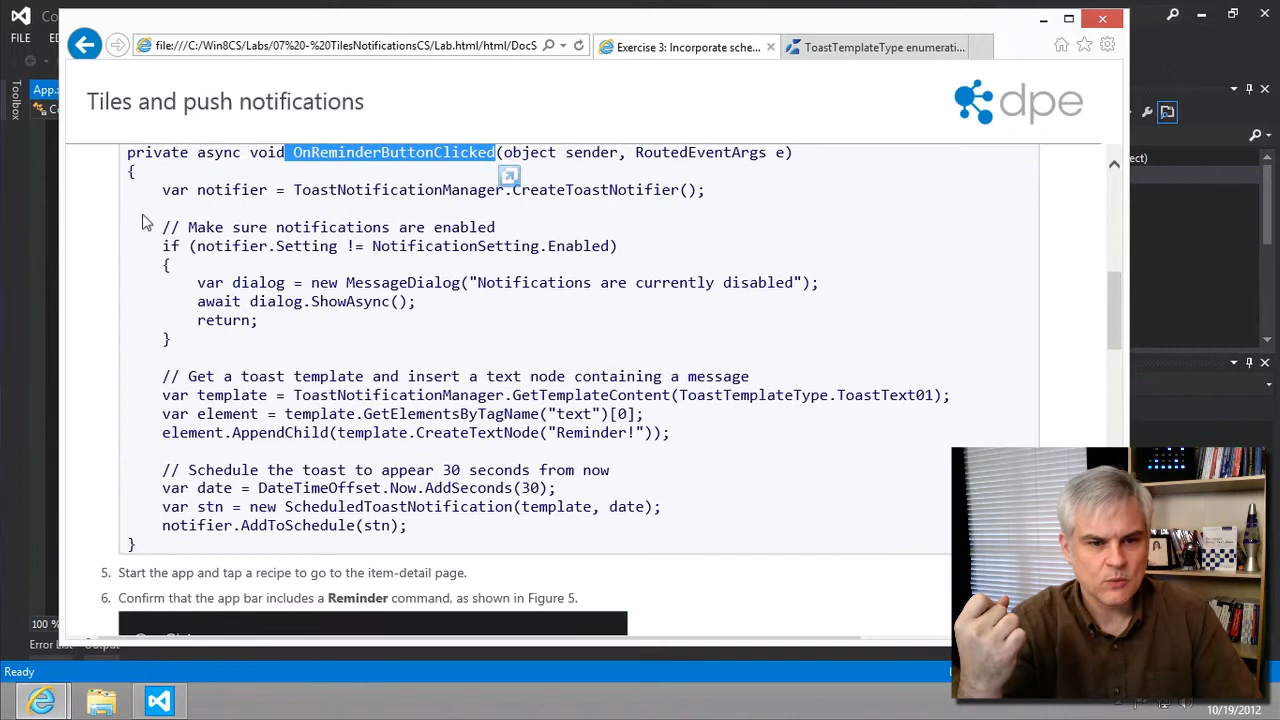 Co
FILE
file:///C:/Win8CS/Labs/07%20-%20TilesNotificationsCS/Lab.html/html/DocS
Exercise 3: Incorporate sche...
ToastTemplateType enumerati...
Toolbox
App.
Tiles and push notifications
dpe
private async void OnReminderButtonClicked(object sender, RoutedEventArgs e)
{
var notifier = ToastNotificationManager.CreateToastNotifier();
// Make sure notifications are enabled
if (notifier.Setting != NotificationSetting.Enabled)
{
var dialog = new MessageDialog("Notifications are currently disabled");
await dialog.ShowAsync();
return;
}
// Get a toast template and insert a text node containing a message
var template = ToastNotificationManager.GetTemplateContent(ToastTemplateType.ToastText01);
var element = template.GetElementsByTagName("text")[0];
element.AppendChild(template.CreateTextNode("Reminder!"));
// Schedule the toast to appear 30 seconds from now
var date = DateTimeOffset.Now.AddSeconds(30);
var stn = new ScheduledToastNotification(template, date);
notifier.AddToSchedule(stn);
}
5. Start the app and tap a recipe to go to the item-detail page.
6. Confirm that the app bar includes a Reminder command, as shown in Figure 5.
100 %
Error List
Output
Ready
10/19/2012